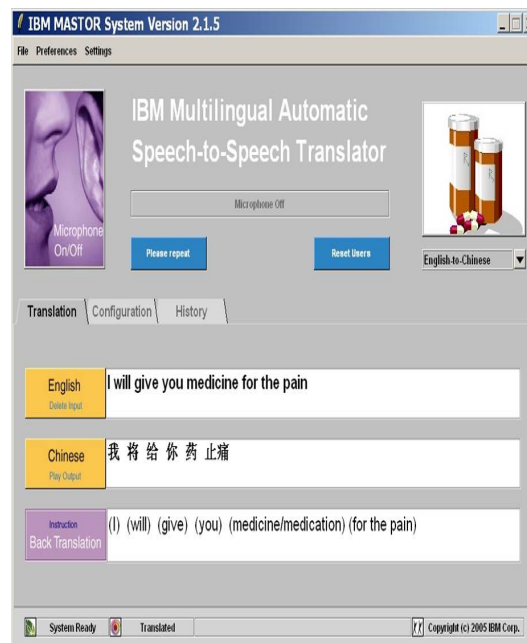 IBM MASTOR System Version 2.1.5
File Preferences Settings
IBM Multilingual Automatic
Speech-to-Speech Translator
Microphone
On/Off
Microphone Off
Please repeat
Reset Users
English-to-Chinese
Translation Configuration History
English
Delete Input
I will give you medicine for the pain
Chinese
Play Output
我 将 给 你 药 止痛
Instruction
Back Translation
(I) (will) (give) (you) (medicine/medication) (for the pain)
System Ready Translated Copyright (c) 2005 IBM Corp.